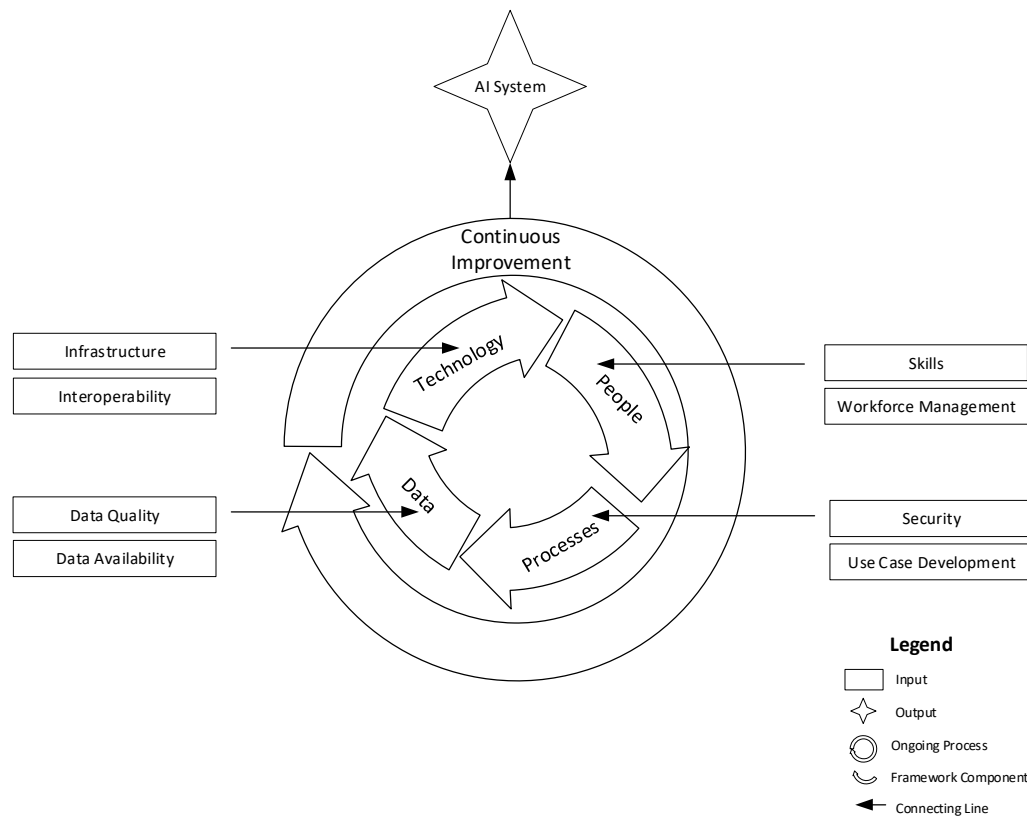 AI System
Continuous
Improvement
Infrastructure
Interoperability
Technology
People
Skills
Workforce Management
Data Quality
Data Availability
Data
Processes
Security
Use Case Development
Legend
Input
Output
Ongoing Process
Framework Component
Connecting Line